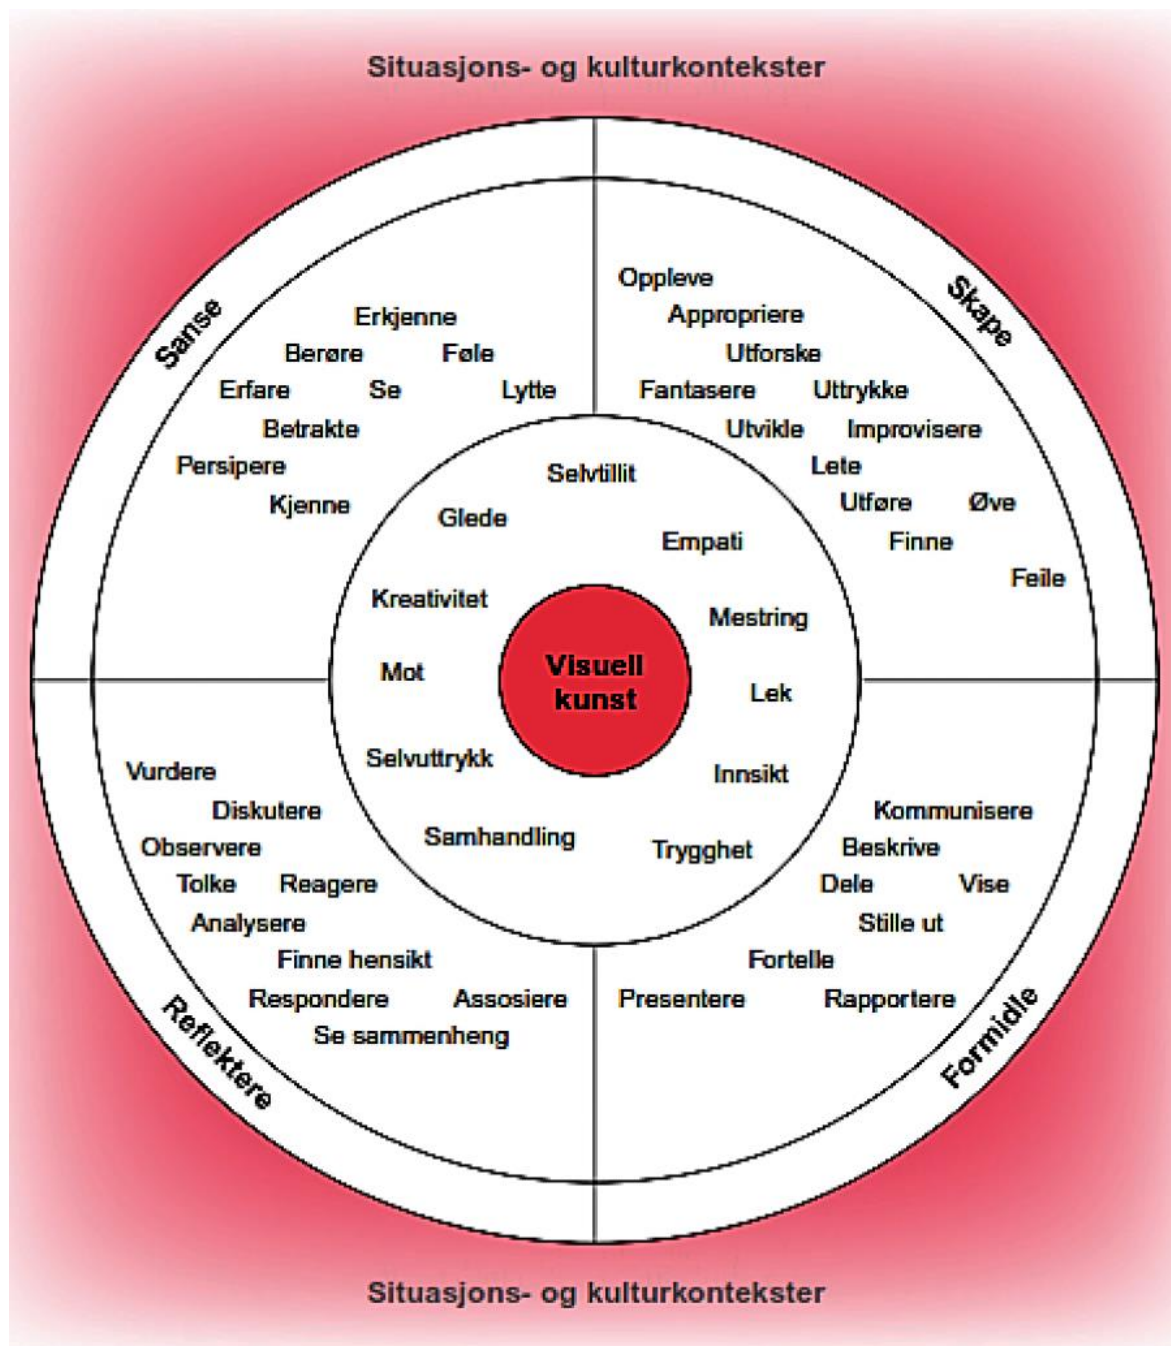 Situasjons- og kulturkontekster
Sanse
Erkjenne
Berøre Føle
Erfare Se Lytte
Betrakte
Persipere
Kjenne
Skape
Oppleve
Appropriere
Utforske
Fantasere Uttrykke
Utvikle Improvisere
Lete
Utføre Øve
Finne
Feile
Selvtillit
Glede
Empati
Kreativitet
Mestring
Mot
Visuell
kunst
Lek
Selvuttrykk
Innsikt
Samhandling
Trygghet
Vurdere
Diskutere
Observere
Tolke Reagere
Analysere
Finne hensikt
Respondere Assosiere
Se sammenheng
Reflektere
Kommunisere
Beskrive
Dele Vise
Stille ut
Fortelle
Presentere Rapportere
Formidle
Situasjons- og kulturkontekster